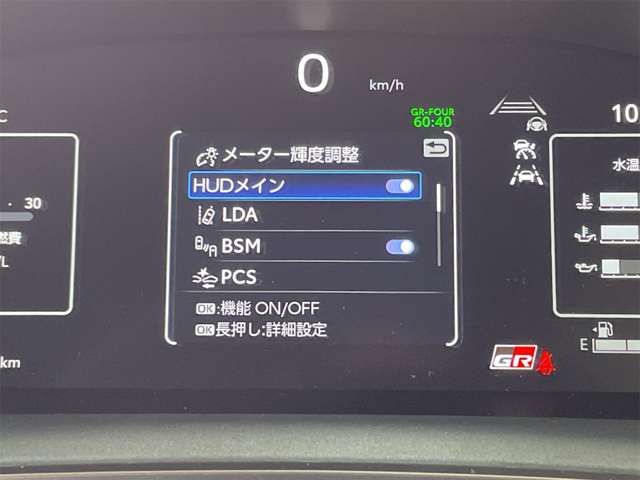 0 km/h
GR-FOUR
60:40
C
10
メーター輝度調整
HUDメイン
LDA
BSM
PCS
OK:機能 ON/OFF
OK長押し:詳細設定
30
燃費
/L
km
水温
E
GR